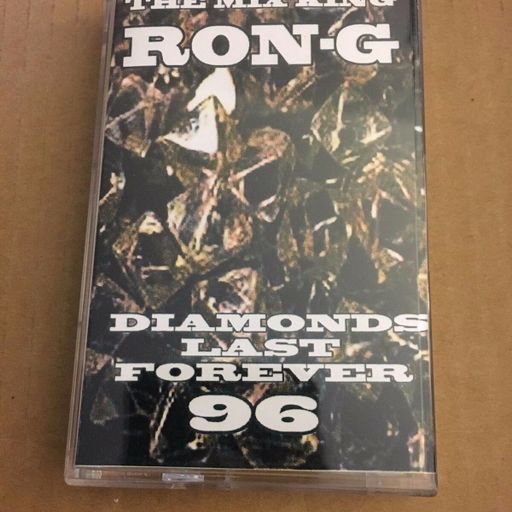 THE MIX KING
RON-G
DIAMONDS
LAST
FOREVER
96